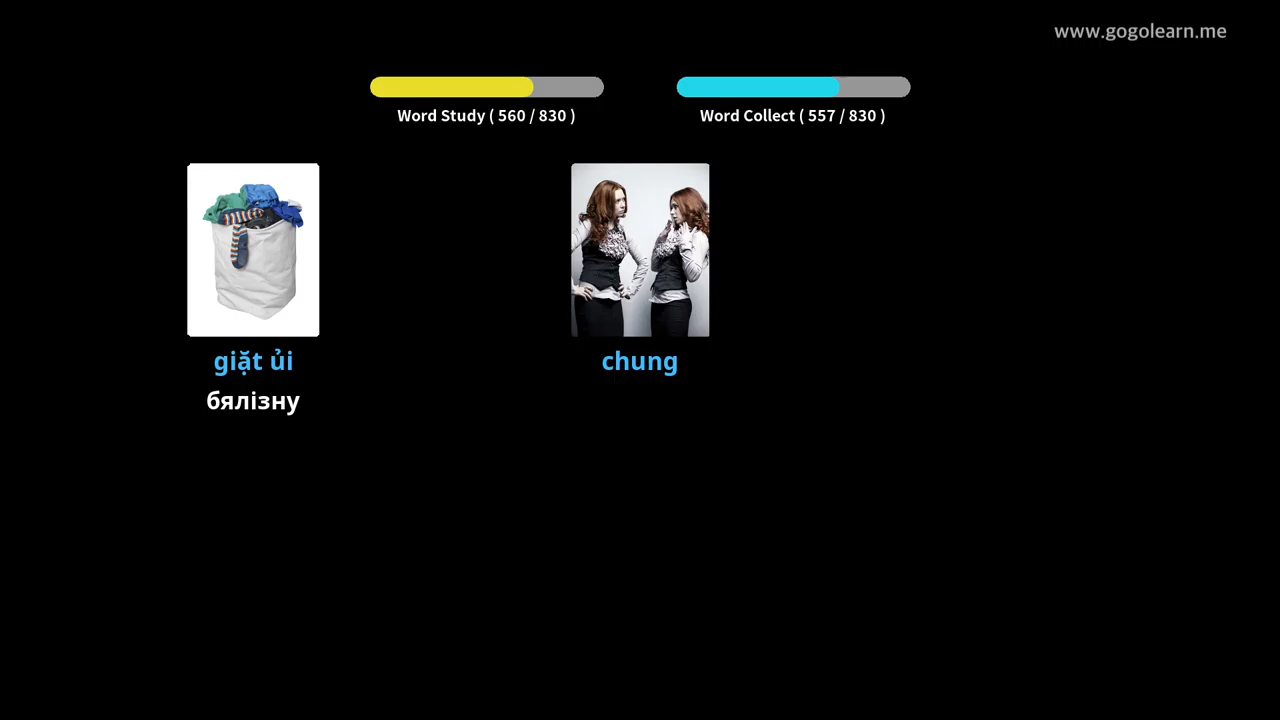 www.gogolearn.me
Word Study ( 560 / 830 )
Word Collect ( 557 / 830 )
giặt ủi
chung
бялізну